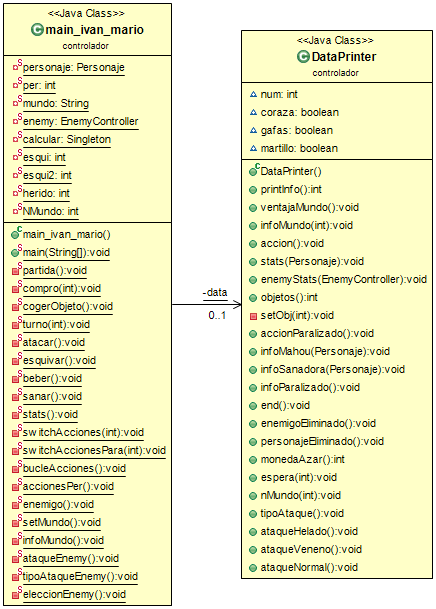 <<Java Class>>
main_ivan_mario
controlador
personaje: Personaje
per: int
mundo: String
enemy: EnemyController
calcular: Singleton
esqui: int
esqui2: int
herido: int
NMundo: int
main_ivan_mario()
main(String[]):void
partida():void
compro(int):void
cogerObjeto():void
turno(int):void
atacar():void
esquivar():void
beber():void
sanar():void
stats():void
switchAcciones(int):void
switchAccionesPara(int):void
bucleAcciones():void
accionesPer():void
enemigo():void
setMundo():void
infoMundo():void
ataqueEnemy():void
tipoAtaqueEnemy():void
eleccionEnemy():void
-data
0..1
<<Java Class>>
DataPrinter
controlador
num: int
coraza: boolean
gafas: boolean
martillo: boolean
DataPrinter()
printInfo():int
ventajaMundo():void
infoMundo(int):void
accion():void
stats(Personaje):void
enemyStats(EnemyController):void
objetos():int
setObj(int):void
accionParalizado():void
infoMahou(Personaje):void
infoSanadora(Personaje):void
infoParalizado():void
end():void
enemigoEliminado():void
personajeEliminado():void
monedaAzar():int
espera(int):void
nMundo(int):void
tipoAtaque():void
ataqueHelado():void
ataqueVeneno():void
ataqueNormal():void